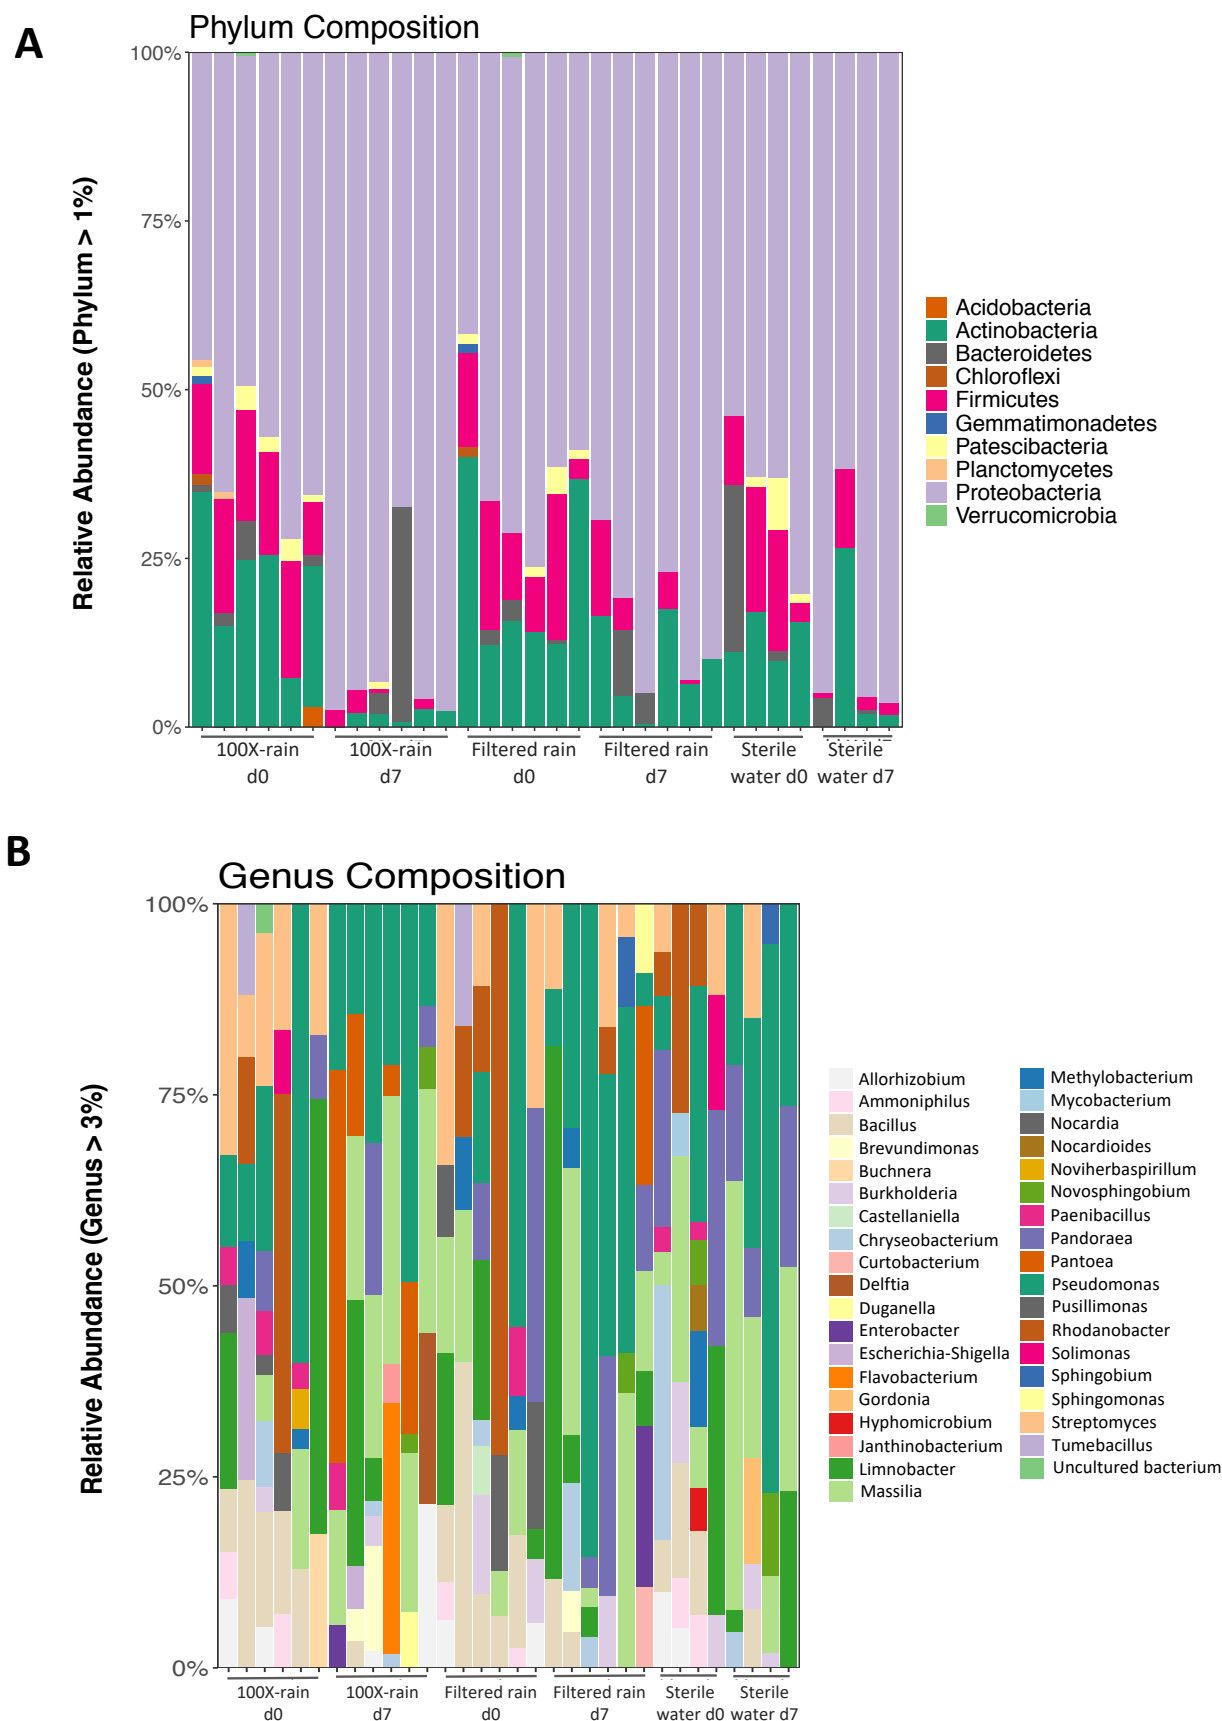 A
Phylum Composition
100%
75%
50%
25%
0%
Relative Abundance (Phylum > 1%)
100X-rain
d0
100X-rain
d7
Filtered rain
d0
Filtered rain
d7
Sterile
water d0
Sterile
water d7
Acidobacteria
Actinobacteria
Bacteroidetes
Chloroflexi
Firmicutes
Gemmatimonadetes
Patescibacteria
Planctomycetes
Proteobacteria
Verrucomicrobia
B
Genus Composition
100%
75%
50%
25%
0%
Relative Abundance (Genus > 3%)
100X-rain
d0
100X-rain
d7
Filtered rain
d0
Filtered rain
d7
Sterile
water d0
Sterile
water d7
Allorhizobium
Ammoniphilus
Bacillus
Brevundimonas
Buchnera
Burkholderia
Castellaniella
Chryseobacterium
Curtobacterium
Delftia
Duganella
Enterobacter
Escherichia-Shigella
Flavobacterium
Gordonia
Hyphomicrobium
Janthinobacterium
Limnobacter
Massilia
Methylobacterium
Mycobacterium
Nocardia
Nocardioides
Noviherbaspirillum
Novosphingobium
Paenibacillus
Pandoraea
Pantoea
Pseudomonas
Pusillimonas
Rhodanobacter
Solimonas
Sphingobium
Sphingomonas
Streptomyces
Tumebacillus
Uncultured bacterium